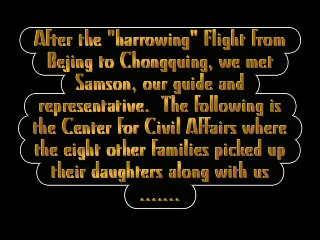 After the "harrowing" Flight From
Bejing to Chongquing, we met
Samson, our guide and
representative. The Following is
the Center For Civil Affairs where
the eight other Families picked up
their daughters along with us
.......